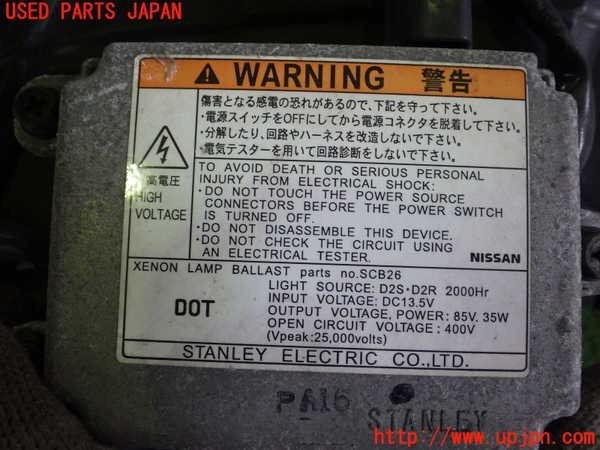 USED PARTS JAPAN
WARNING 警告
傷害となる感電の恐れがあるので、下記を守って下さい。
・電源スイッチをOFFにしてから電源コネクタを脱着して下さい。
・分解したり、回路やハーネスを改造しないで下さい。
・電気テスターを用いて回路診断をしないで下さい。
高電圧
HIGH
VOLTAGE
TO AVOID DEATH OR SERIOUS PERSONAL
INJURY FROM ELECTRICAL SHOCK:
・DO NOT TOUCH THE POWER SOURCE
CONNECTORS BEFORE THE POWER SWITCH
IS TURNED OFF.
・DO NOT DISASSEMBLE THIS DEVICE.
・DO NOT CHECK THE CIRCUIT USING
AN ELECTRICAL TESTER.
NISSAN
XENON LAMP BALLAST parts no.SCB26
DOT
LIGHT SOURCE: D2S・D2R 2000Hr
INPUT VOLTAGE: DC13.5V
OUTPUT VOLTAGE, POWER: 85V. 35W
OPEN CIRCUIT VOLTAGE: 400V
(Vpeak:25,000volts)
STANLEY ELECTRIC CO.,LTD.
PA16
STANLEY
http://www.upjpn.com/